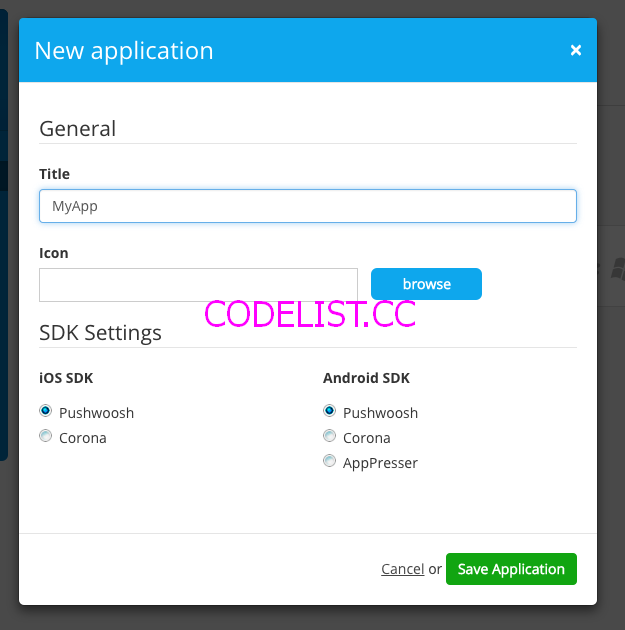 New application ×
General
Title
MyApp
Icon
browse
CODELIST.CC
SDK Settings
iOS SDK Android SDK
Pushwoosh Pushwoosh
Corona Corona
AppPresser
Cancel or Save Application